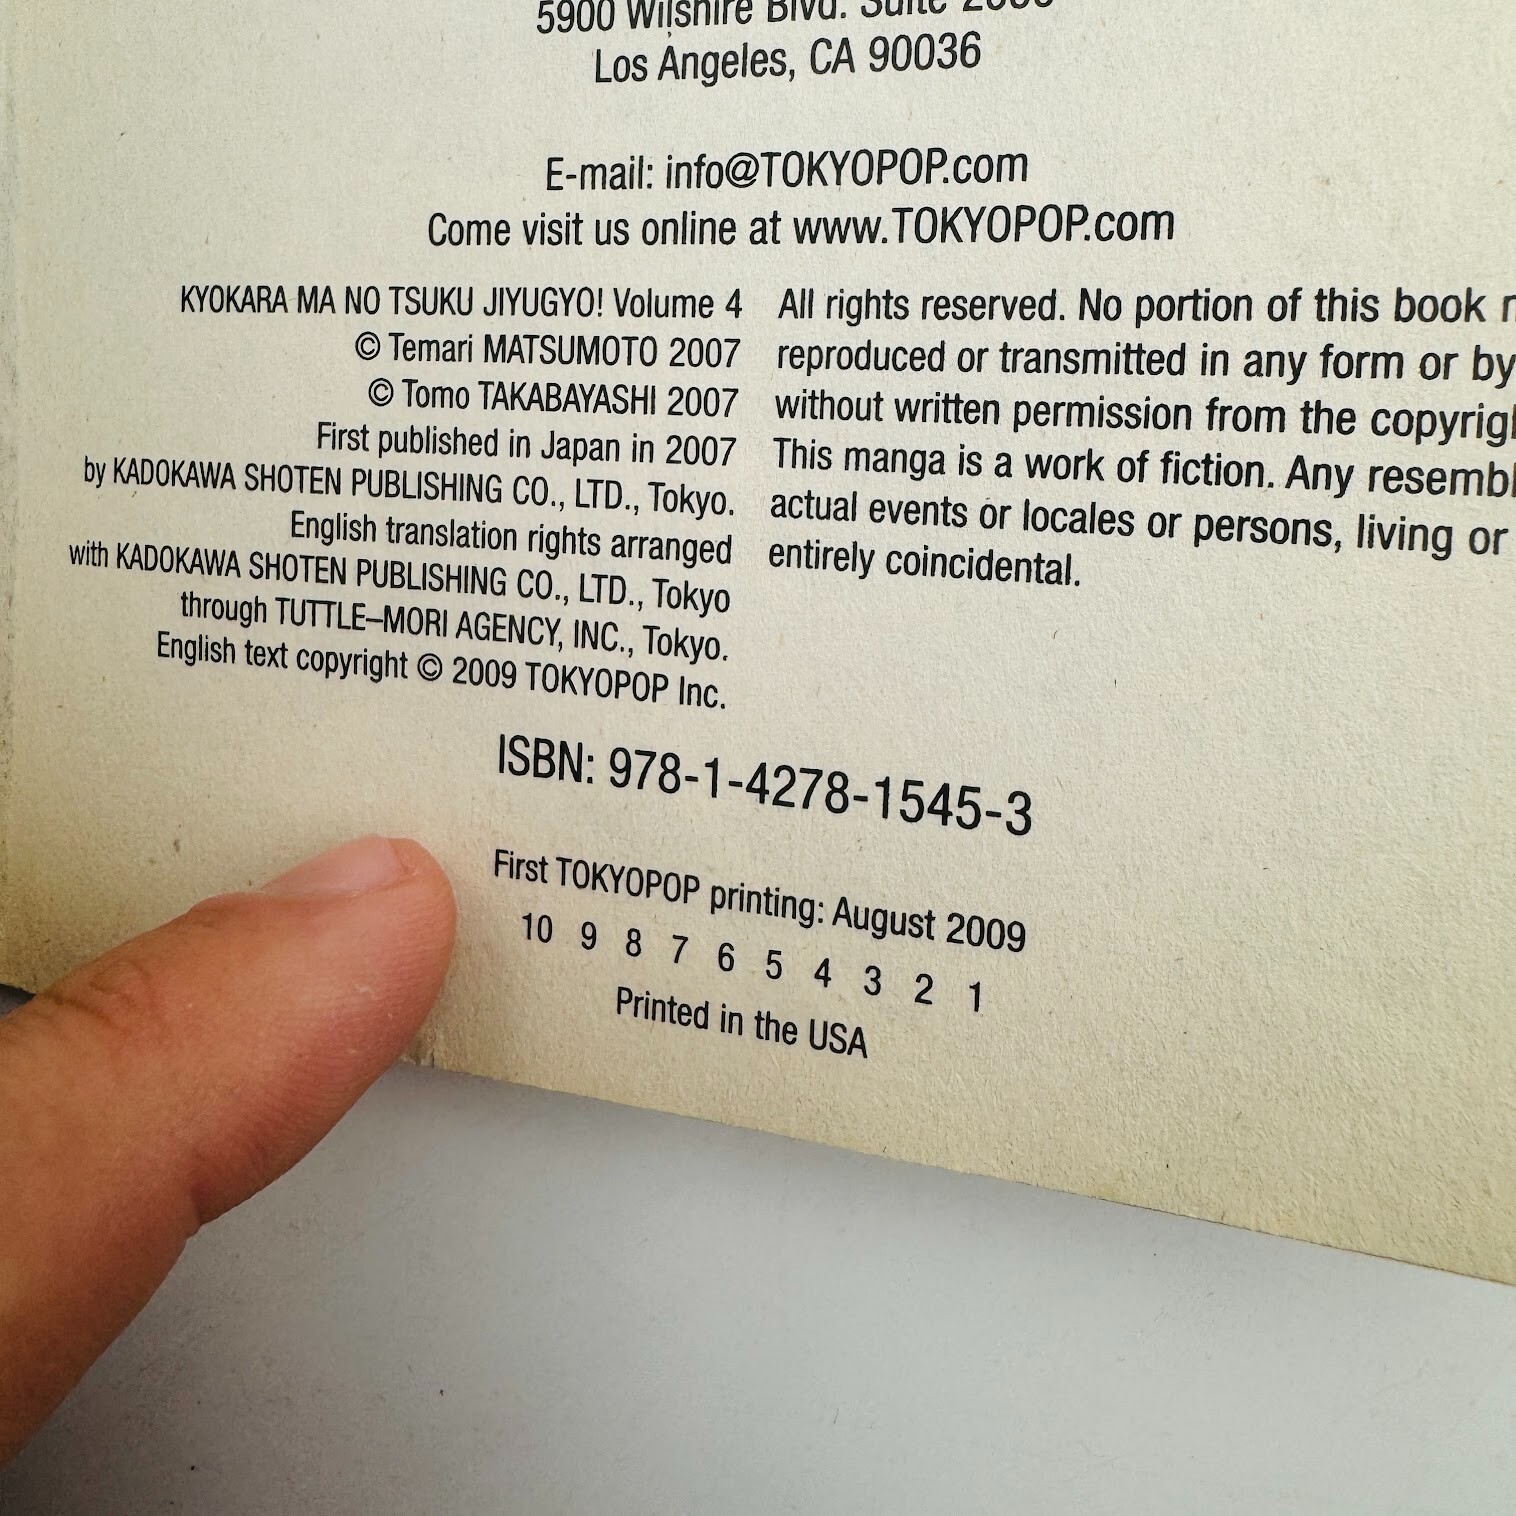 5900 Wilshire Blvd. Suite
Los Angeles, CA 90036
E-mail: info@TOKYOPOP.com
Come visit us online at www.TOKYOPOP.com
KYOKARA MA NO TSUKU JIYUGYO! Volume 4
© Temari MATSUMOTO 2007
© Tomo TAKABAYASHI 2007
First published in Japan in 2007
by KADOKAWA SHOTEN PUBLISHING CO., LTD., Tokyo.
English translation rights arranged
with KADOKAWA SHOTEN PUBLISHING CO., LTD., Tokyo
through TUTTLE–MORI AGENCY, INC., Tokyo.
English text copyright © 2009 TOKYOPOP Inc.
All rights reserved. No portion of this book
reproduced or transmitted in any form or by
without written permission from the
This manga is a work of fiction. Any
actual events or locales or persons, living or
entirely coincidental.
ISBN: 978-1-4278-1545-3
First TOKYOPOP printing: August 2009
10 9 8 7 6 5 4 3 2 1
Printed in the USA